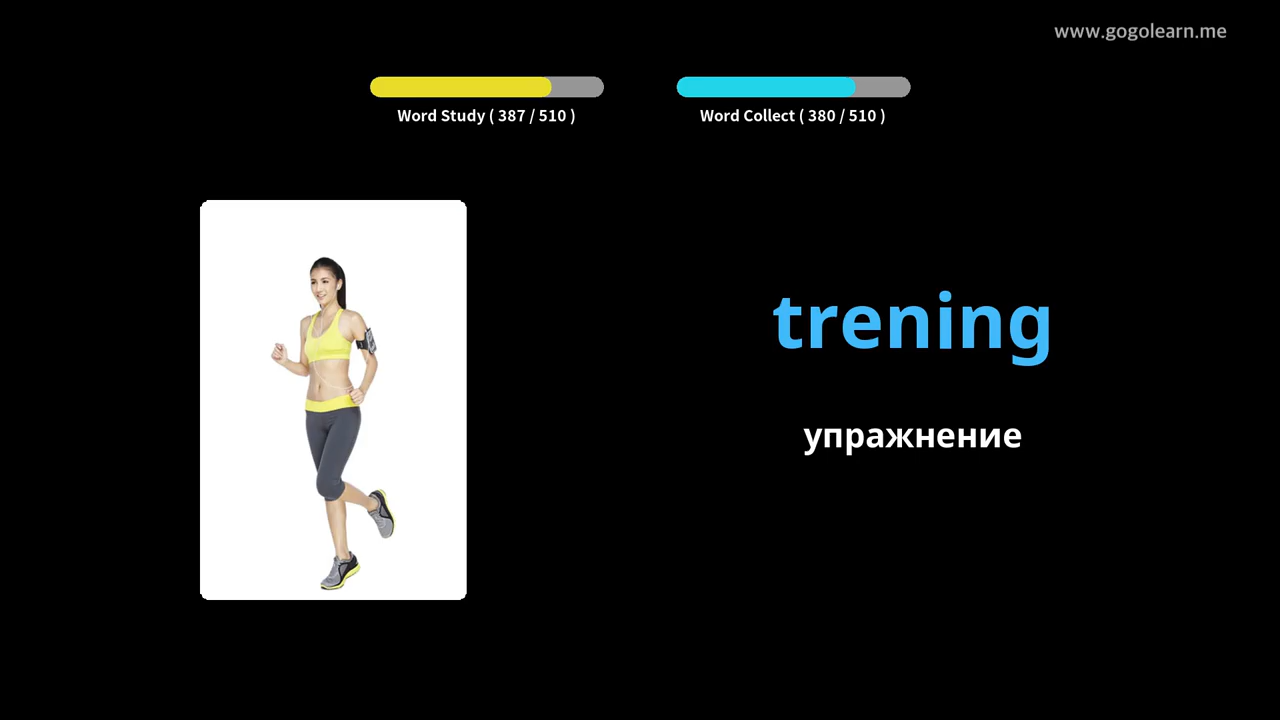 www.gogolearn.me
Word Study ( 387 / 510 )
Word Collect ( 380 / 510 )
trening
упражнение